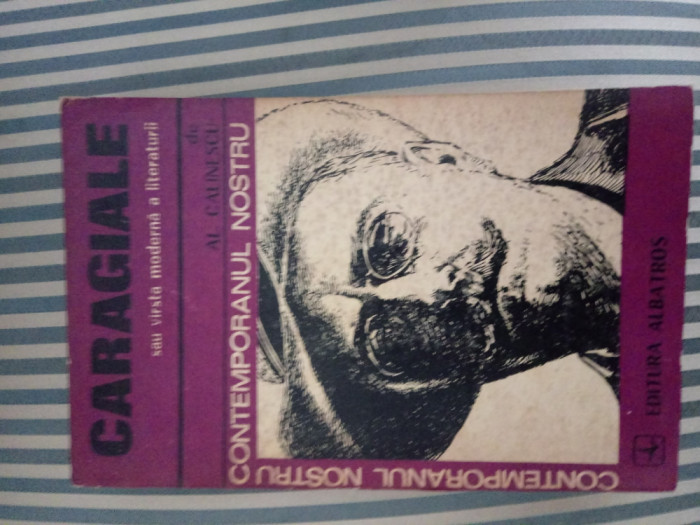 CARAGIALE
sau vîrsta modernă a literaturii
de
AL. CALINESCU
CONTEMPORANUL NOSTRU
CONTEMPORANUL NOSTRU
EDITURA ALBATROS